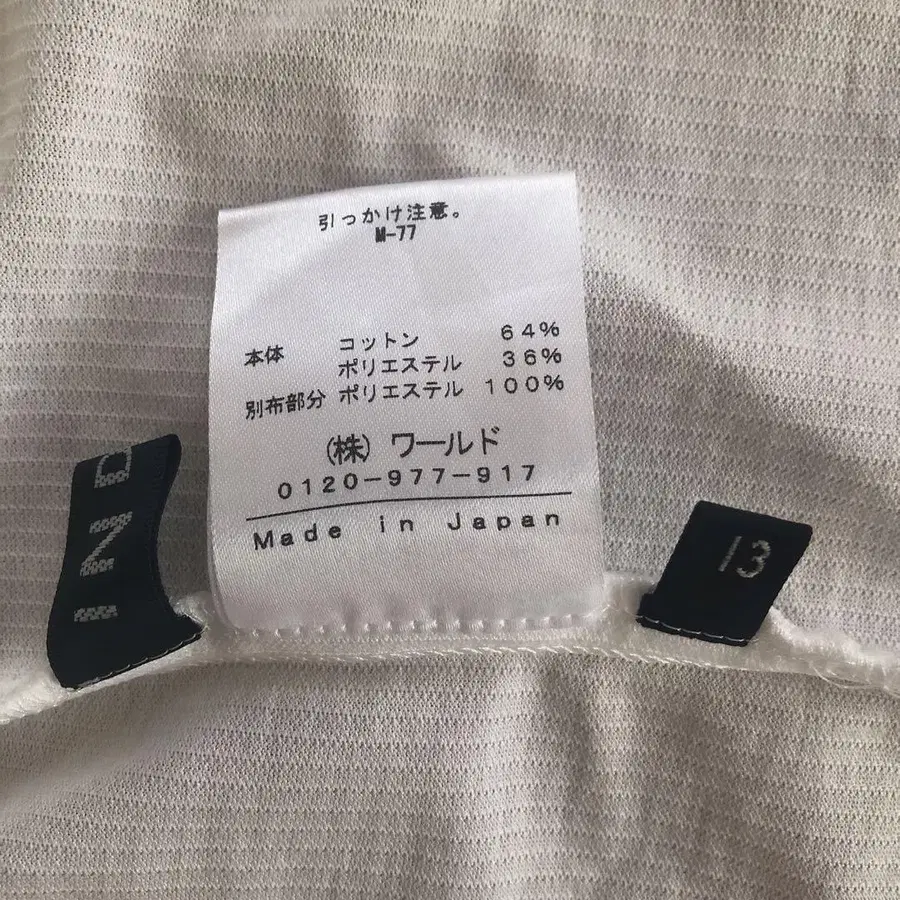 引っかけ注意。
M-77
本体 コットン 64%
ポリエステル 36%
別布部分 ポリエステル 100%
(株) ワールド
0120-977-917
Made in Japan
IND
13